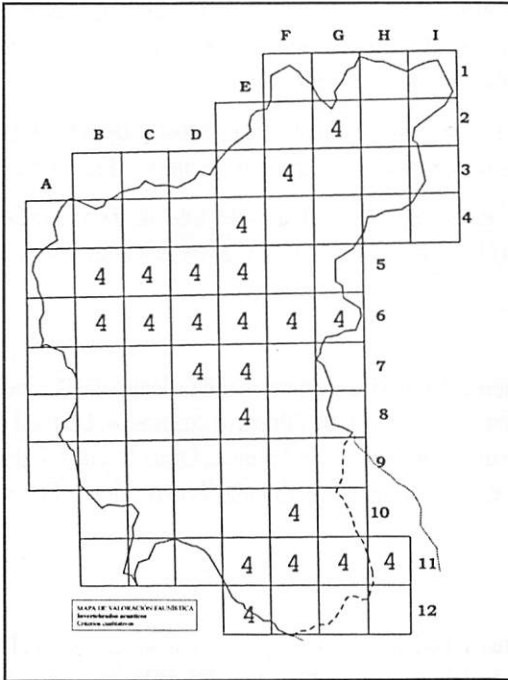 F G H I
1
E
2
4
B C D
4
3
A
4
4
4 4 4 4
5
4 4 4 4 4 4
6
4 4
7
4
8
9
4
10
4 4 4 4
11
4
12
MAPA DE VALORACIÓN FAUNÍSTICA
Invertebrados acuáticos
Criterios cualitativos